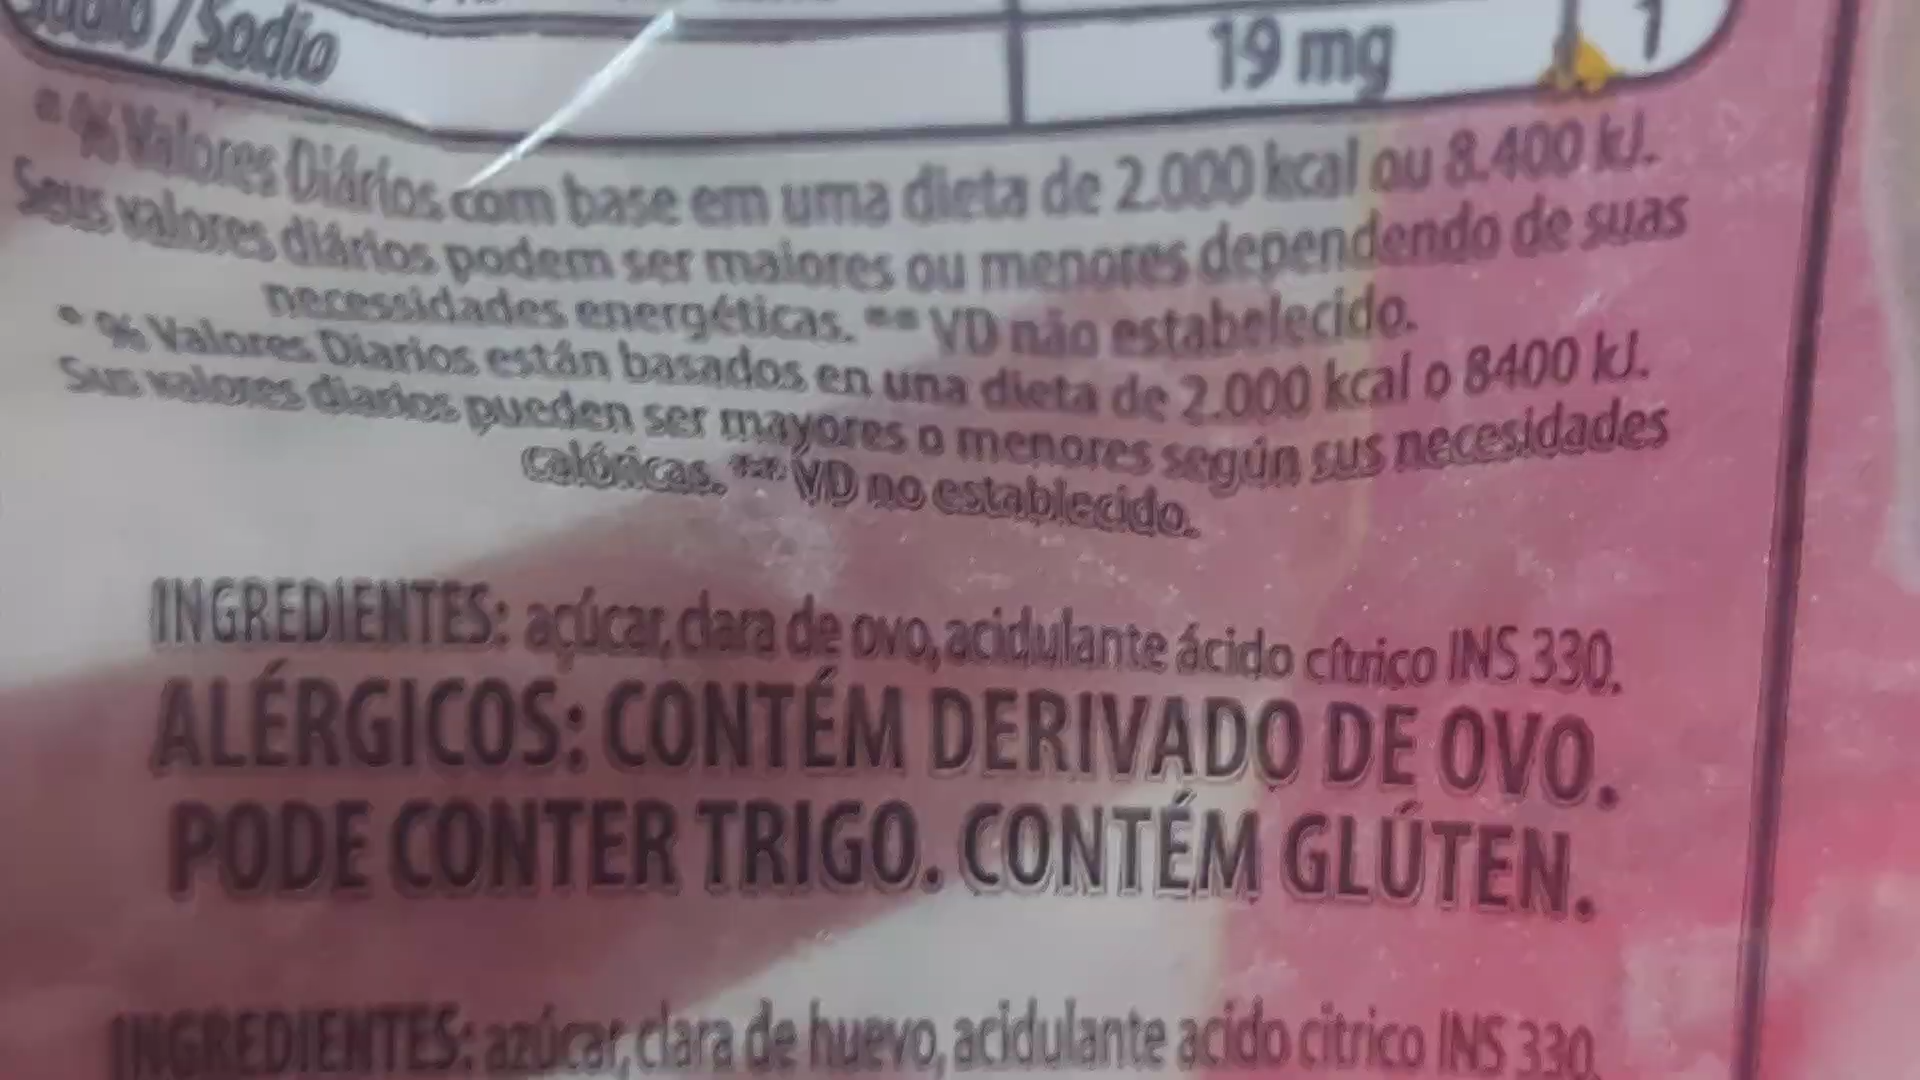 Sódio / Sodio 19 mg 1
* % Valores Diários com base em uma dieta de 2.000 kcal ou 8.400 kJ.
Seus valores diários podem ser maiores ou menores dependendo de suas
necessidades energéticas. ** VD não estabelecido.
* % Valores Diarios están basados en una dieta de 2.000 kcal o 8400 kJ.
Sus valores diarios pueden ser mayores o menores según sus necesidades
calóricas. ** VD no establecido.
INGREDIENTES: açúcar, clara de ovo, acidulante ácido cítrico INS 330.
ALÉRGICOS: CONTÉM DERIVADO DE OVO.
PODE CONTER TRIGO. CONTÉM GLÚTEN.
INGREDIENTES: azúcar, clara de huevo, acidulante acido citrico INS 330.